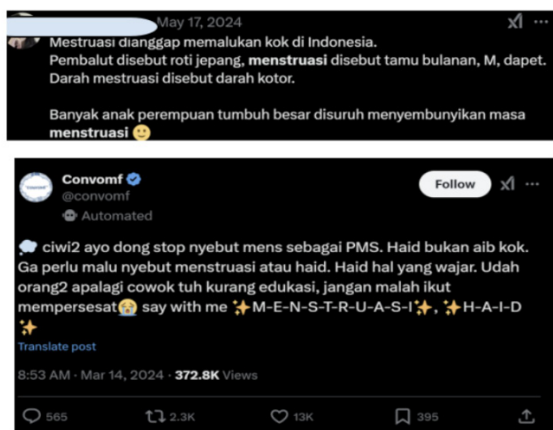 May 17, 2024
Mestruasi dianggap memalukan kok di Indonesia.
Pembalut disebut roti jepang, menstruasi disebut tamu bulanan, M, dapet.
Darah mestruasi disebut darah kotor.
Banyak anak perempuan tumbuh besar disuruh menyembunyikan masa
menstruasi 🙂
Convomf
Follow
@convomf
Automated
💭 ciwi2 ayo dong stop nyebut mens sebagai PMS. Haid bukan aib kok.
Ga perlu malu nyebut menstruasi atau haid. Haid hal yang wajar. Udah
orang2 apalagi cowok tuh kurang edukasi, jangan malah ikut
mempersesat😭 say with me ✨M-E-N-S-T-R-U-A-S-I✨, ✨H-A-I-D
✨
Translate post
8:53 AM · Mar 14, 2024 · 372.8K Views
565 2.3K 13K 395